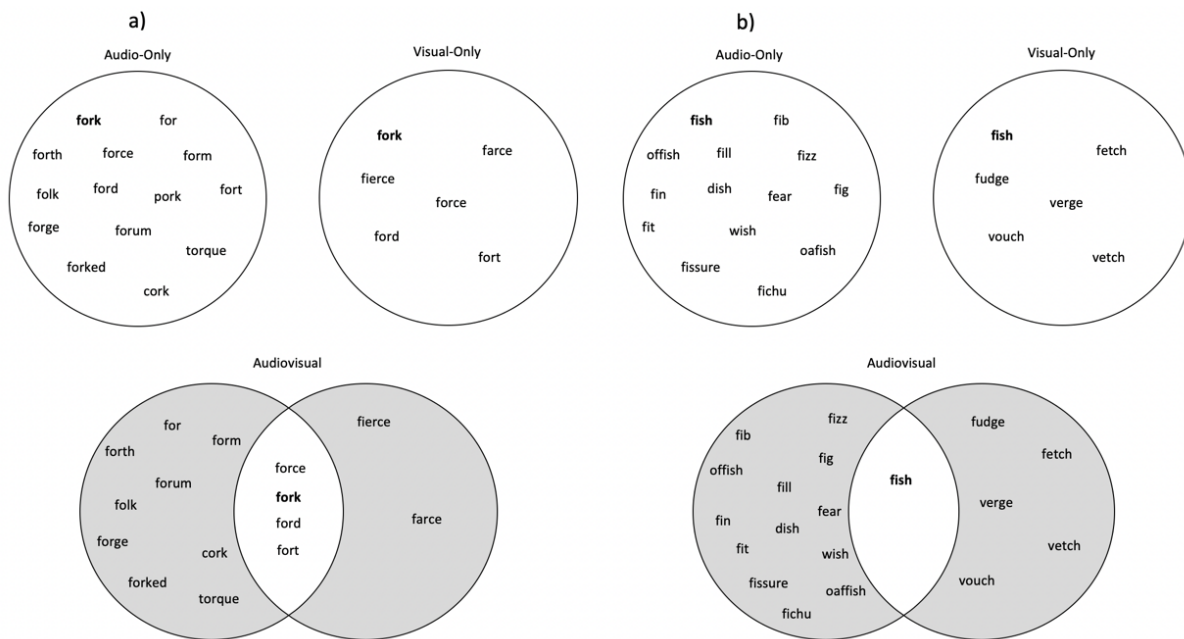 a)
Audio-Only
Visual-Only
fork for
forth force form
folk ford pork fort
forge forum
torque
forked
cork
fork
farce
fierce
force
ford
fort
Audiovisual
for
form
forth
forum
folk
forge
cork
forked
torque
force
fork
ford
fort
fierce
farce
b)
Audio-Only
Visual-Only
fish fib
offish fill fizz
fin dish fear fig
fit wish
oafish
fissure
fichu
fish
fetch
fudge
verge
vouch
vetch
Audiovisual
fizz
fib
fig
offish
fill
fear
fin
dish
fit
wish
fissure
oaffish
fichu
fish
fudge
fetch
verge
vetch
vouch